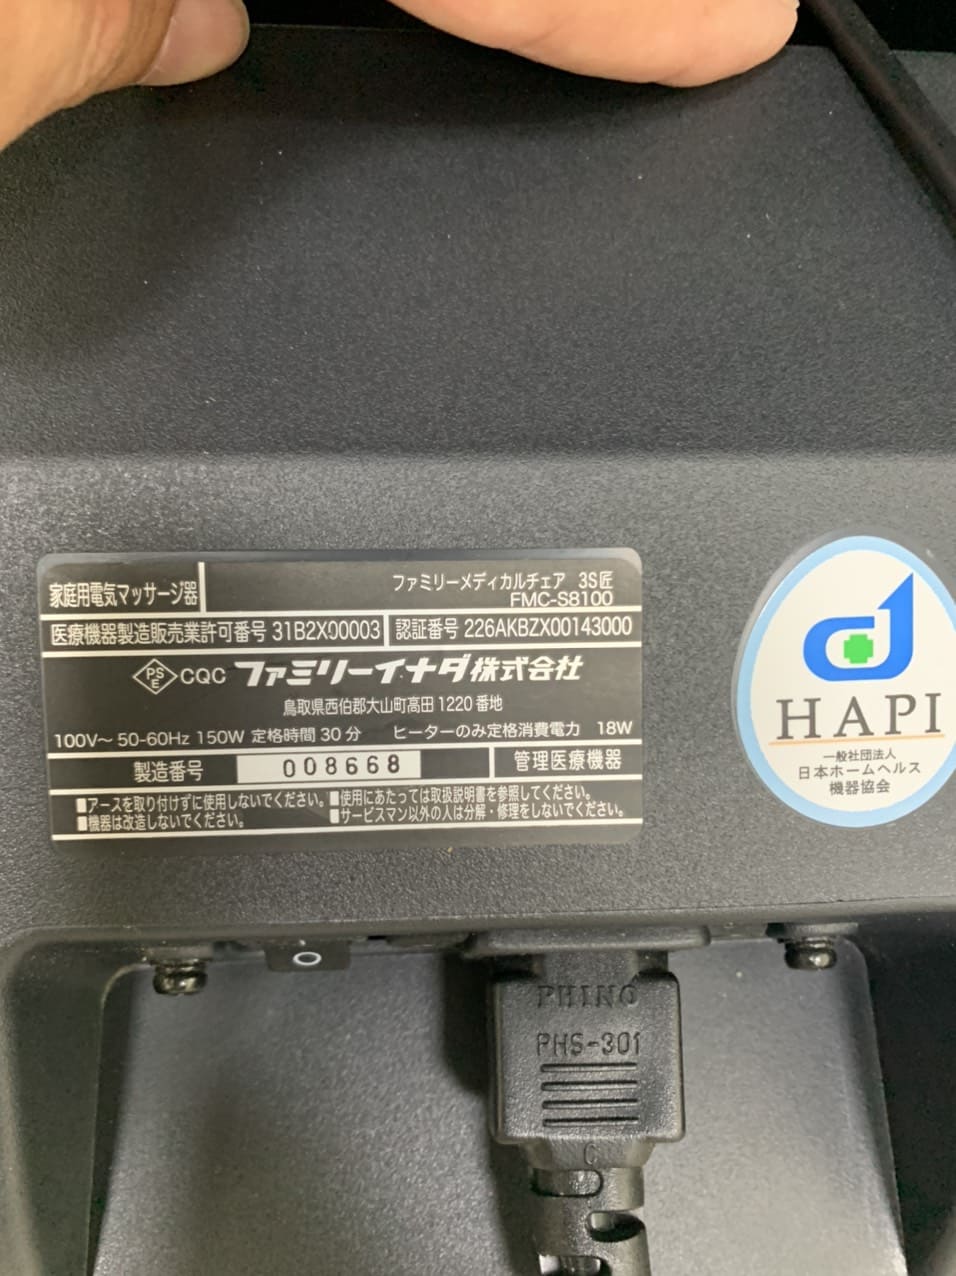 家庭用電気マッサージ器
ファミリーメディカルチェア 3S匠
FMC-S8100
医療機器製造販売業許可番号 31B2X00003
認証番号 226AKBZX00143000
PSE CQC ファミリーイナダ株式会社
鳥取県西伯郡大山町高田1220番地
100V〜 50-60Hz 150W 定格時間 30分 ヒーターのみ定格消費電力 18W
製造番号 008668 管理医療機器
■アースを取り付けずに使用しないでください。
■機器は改造しないでください。
■使用にあたっては取扱説明書を参照してください。
■サービスマン以外の人は分解・修理をしないでください。
HAPI
一般社団法人
日本ホームヘルス
機器協会
PHINO
PHS-301